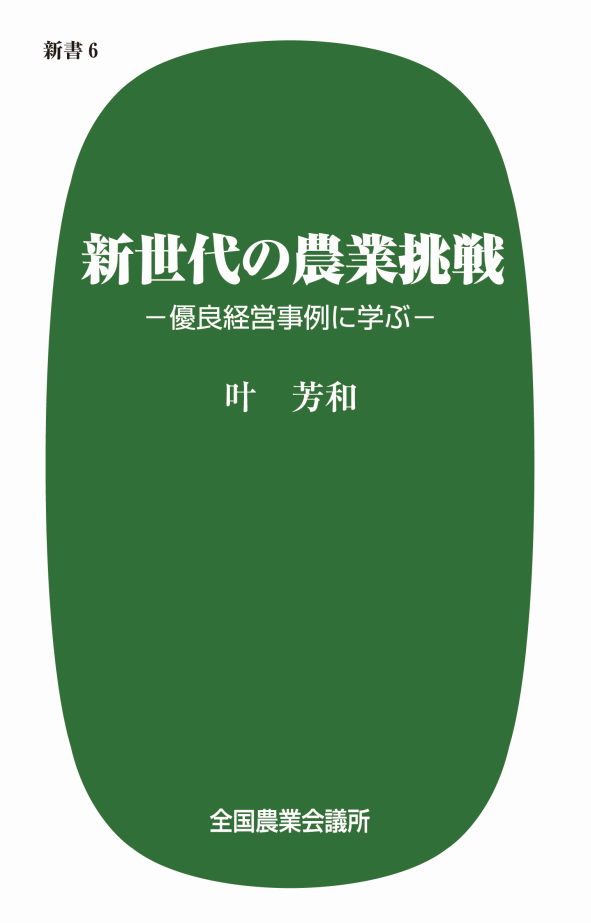 新書6
新世代の農業挑戦
－優良経営事例に学ぶ－
叶　芳和
全国農業会議所